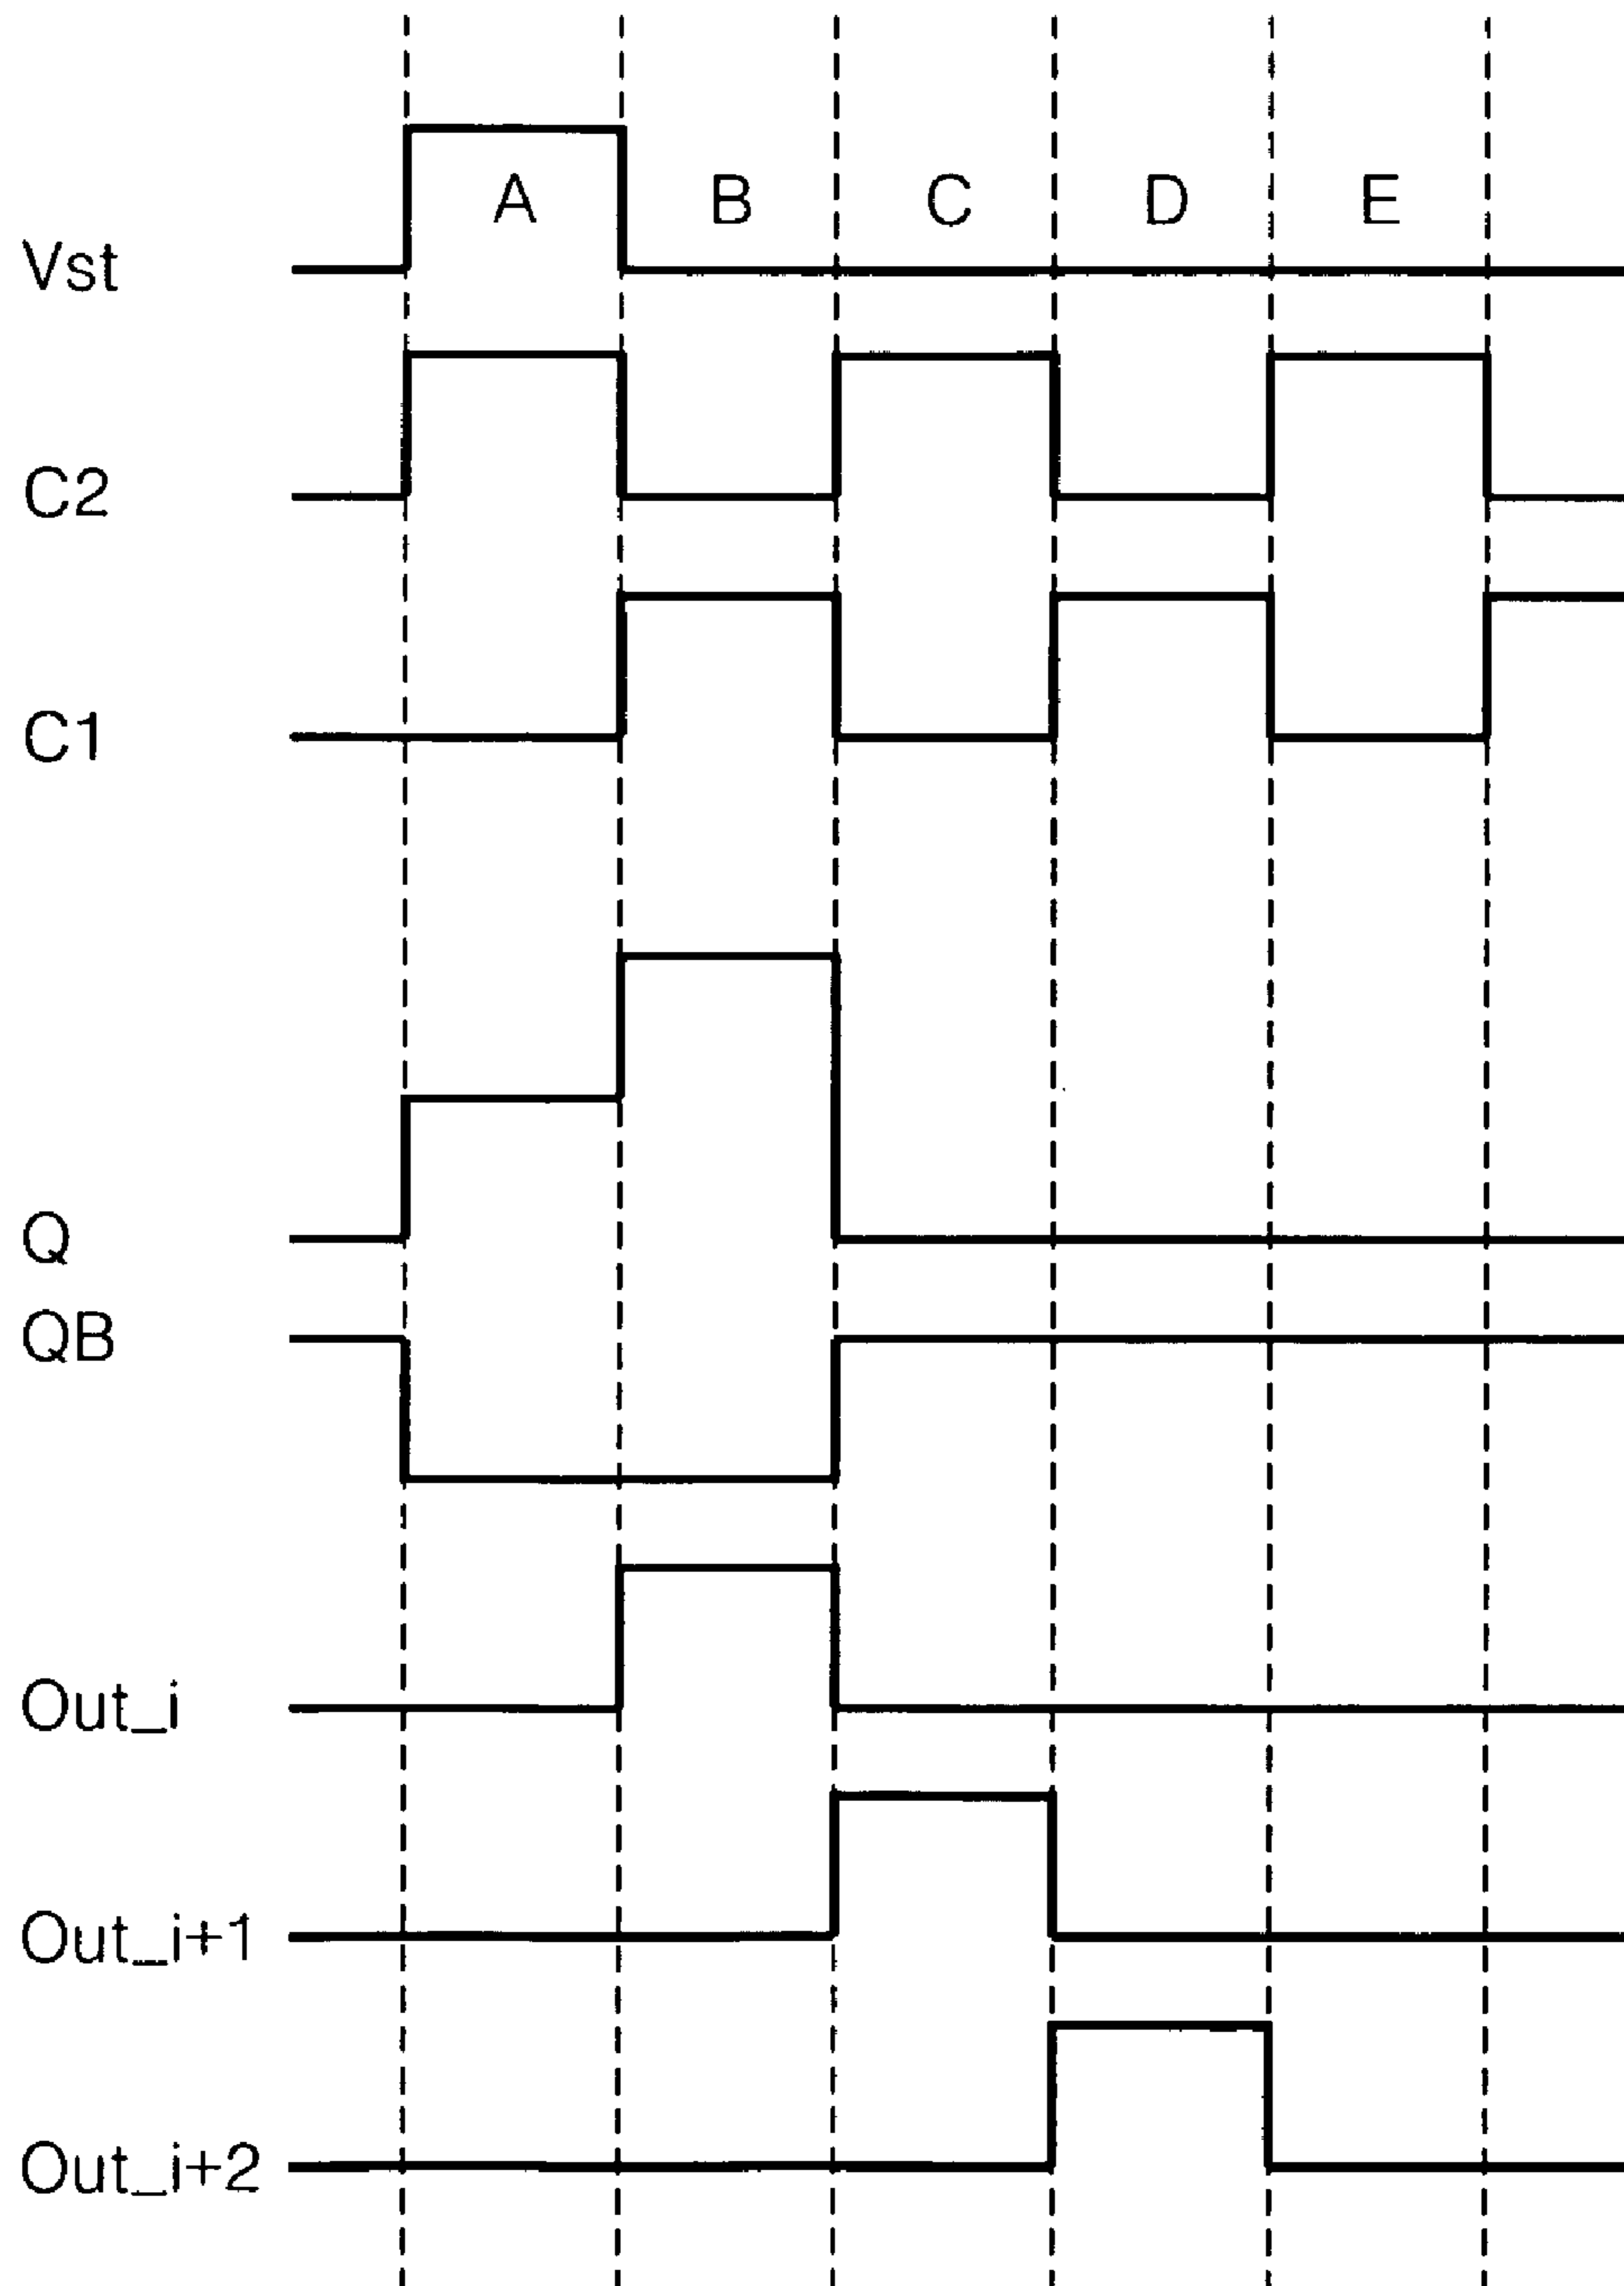 A B C D E
Vst
C2
C1
Q
QB
Out_i
Out_i+1
Out_i+2